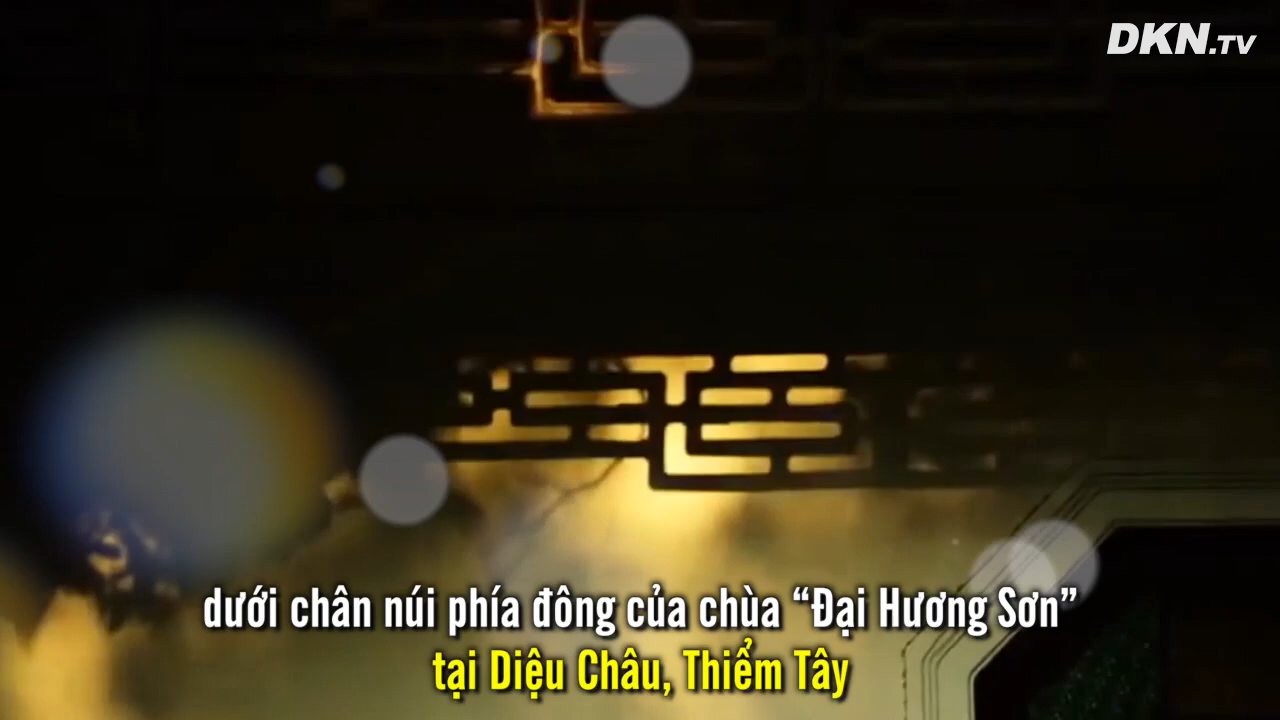 DKN.TV
dưới chân núi phía đông của chùa “Đại Hương Sơn”
tại Diệu Châu, Thiểm Tây